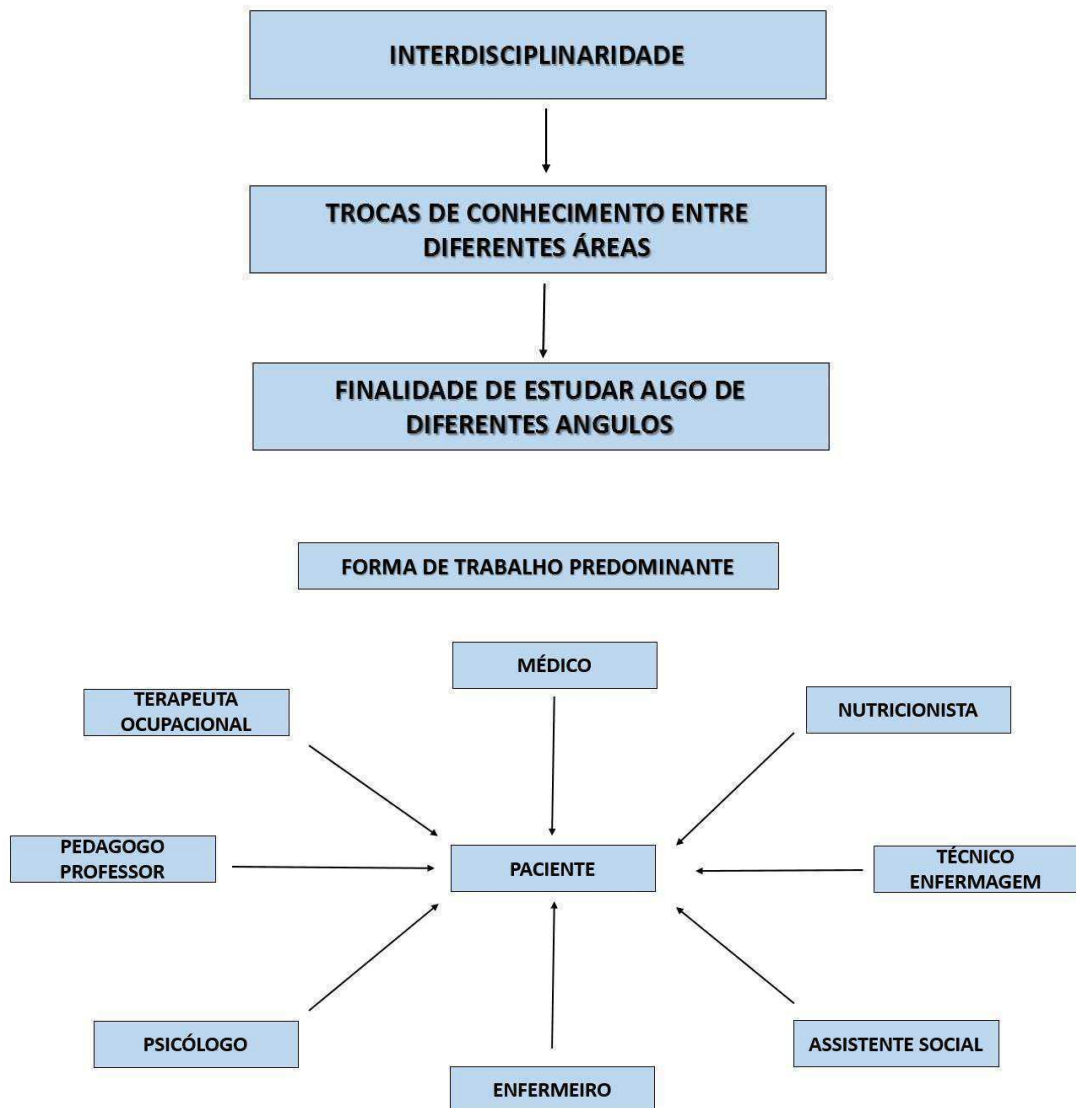 INTERDISCIPLINARIDADE
TROCAS DE CONHECIMENTO ENTRE
DIFERENTES ÁREAS
FINALIDADE DE ESTUDAR ALGO DE
DIFERENTES ANGULOS
FORMA DE TRABALHO PREDOMINANTE
MÉDICO
TERAPEUTA
OCUPACIONAL
NUTRICIONISTA
PEDAGOGO
PROFESSOR
PACIENTE
TÉCNICO
ENFERMAGEM
PSICÓLOGO
ASSISTENTE SOCIAL
ENFERMEIRO